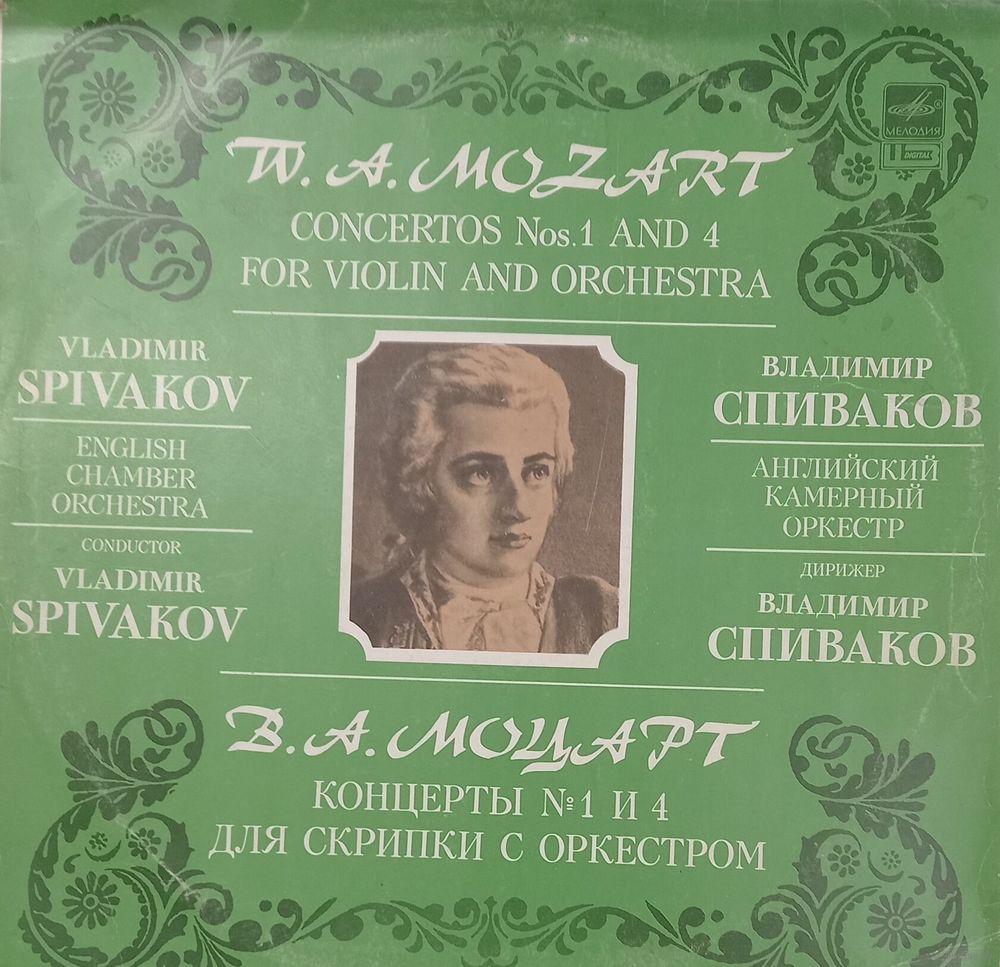 МЕЛОДИЯ
DIGITAL
W. A. MOZART
CONCERTOS Nos. 1 AND 4
FOR VIOLIN AND ORCHESTRA
VLADIMIR
SPIVAKOV
ENGLISH
CHAMBER
ORCHESTRA
CONDUCTOR
VLADIMIR
SPIVAKOV
ВЛАДИМИР
СПИВАКОВ
АНГЛИЙСКИЙ
КАМЕРНЫЙ
ОРКЕСТР
ДИРИЖЕР
ВЛАДИМИР
СПИВАКОВ
В. А. МОЦАРТ
КОНЦЕРТЫ №1 И 4
ДЛЯ СКРИПКИ С ОРКЕСТРОМ